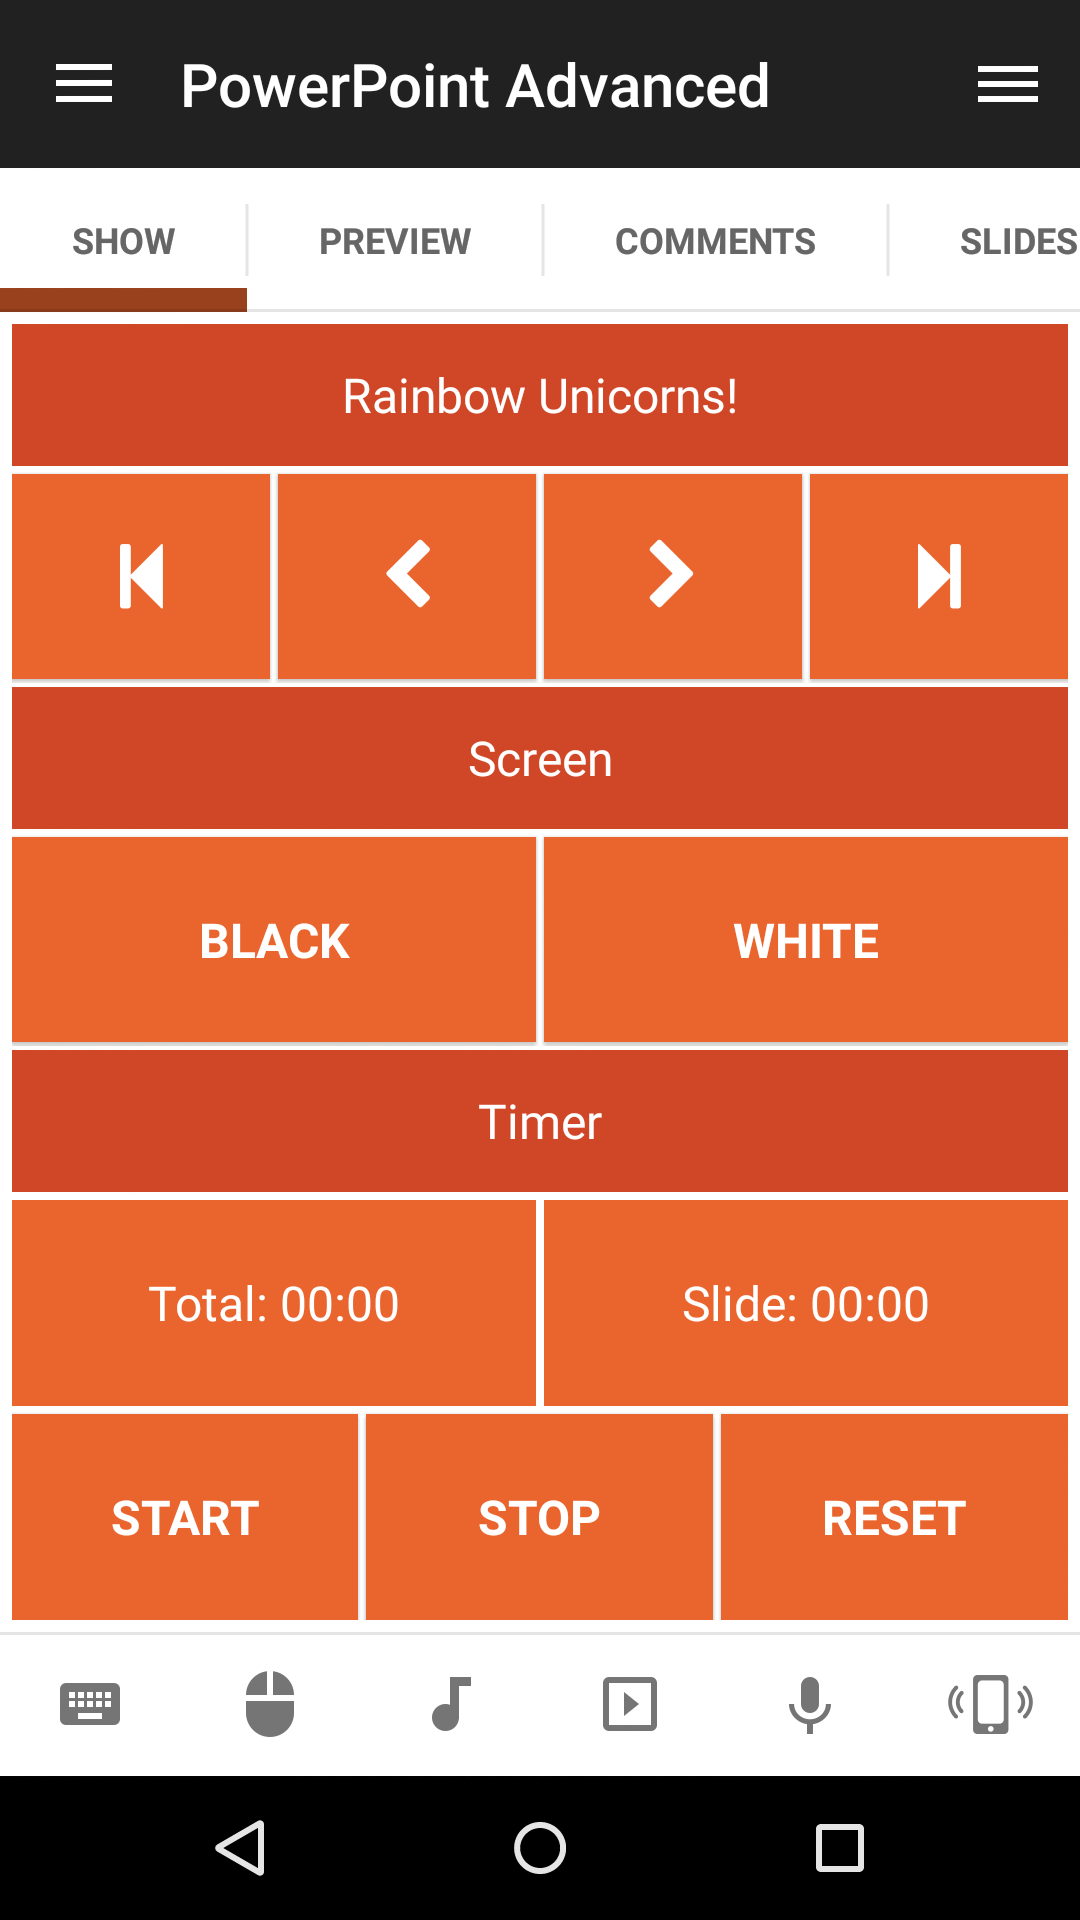 PowerPoint Advanced
SHOW
PREVIEW
COMMENTS
SLIDES
Rainbow Unicorns!
Screen
BLACK
WHITE
Timer
Total: 00:00
Slide: 00:00
START
STOP
RESET